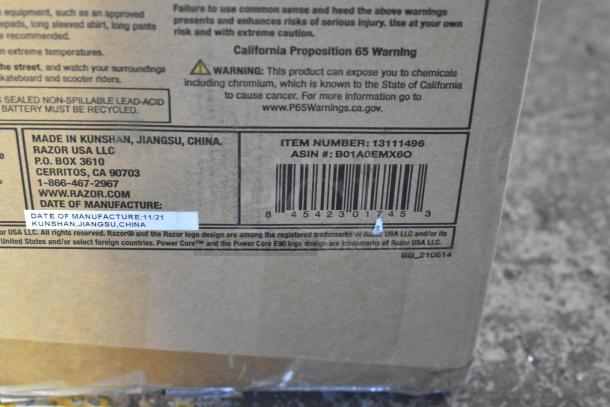 equipment, such as an approved
epads, long sleeved shirt, long pants
e recommended.
n extreme temperatures.
the street, and watch your surroundings
kateboard and scooter riders.
S SEALED NON-SPILLABLE LEAD-ACID
BATTERY MUST BE RECYCLED.
Failure to use common sense and heed the above warnings
presents and enhances risks of serious injury. Use at your own
risk and with extreme caution.
California Proposition 65 Warning
WARNING: This product can expose you to chemicals
including chromium, which is known to the State of California
to cause cancer. For more information go to
www.P65Warnings.ca.gov.
MADE IN KUNSHAN, JIANGSU, CHINA.
RAZOR USA LLC
P.O. BOX 3610
CERRITOS, CA 90703
1-866-467-2967
WWW.RAZOR.COM
DATE OF MANUFACTURE:
DATE OF MANUFACTURE:11/21
KUNSHAN,JIANGSU,CHINA
ITEM NUMBER: 13111496
ASIN #: B01A0EMX6O
8 45423 01745 3
or USA LLC. All rights reserved. Razor® and the Razor logo design are among the registered trademarks of Razor USA LLC and/or its
United States and/or select foreign countries. Power Core™ and the Power Core E90 logo design are trademarks of Razor USA LLC.
BB_210614